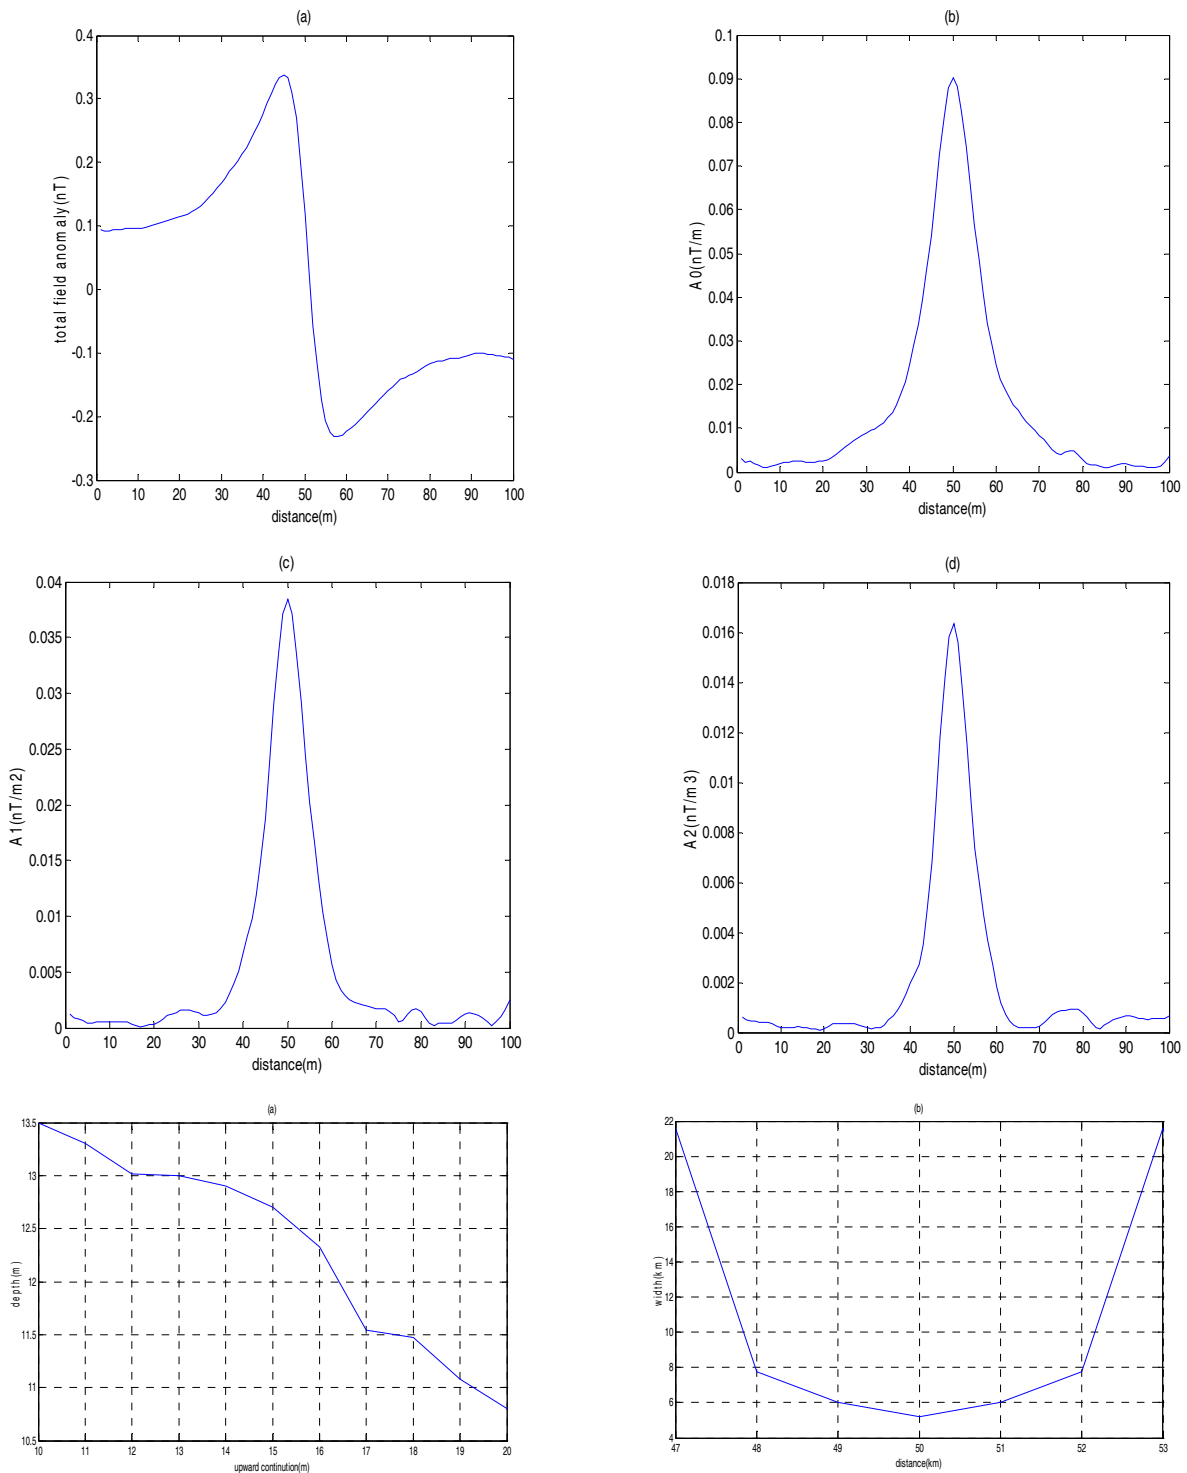 (a)
0.4
0.3
0.2
0.1
0
-0.1
-0.2
-0.3
total field anomaly(nT)
0 10 20 30 40 50 60 70 80 90 100
distance(m)
(b)
0.1
0.09
0.08
0.07
0.06
0.05
0.04
0.03
0.02
0.01
0
A0(nT/m)
0 10 20 30 40 50 60 70 80 90 100
distance(m)
(c)
0.04
0.035
0.03
0.025
0.02
0.015
0.01
0.005
0
A1(nT/m2)
0 10 20 30 40 50 60 70 80 90 100
distance(m)
(d)
0.018
0.016
0.014
0.012
0.01
0.008
0.006
0.004
0.002
0
A2(nT/m3)
0 10 20 30 40 50 60 70 80 90 100
distance(m)
(a)
13.5
13
12.5
12
11.5
11
10.5
depth(m)
10 11 12 13 14 15 16 17 18 19 20
upward continution(m)
(b)
22
20
18
16
14
12
10
8
6
4
width(km)
47 48 49 50 51 52 53
distance(km)